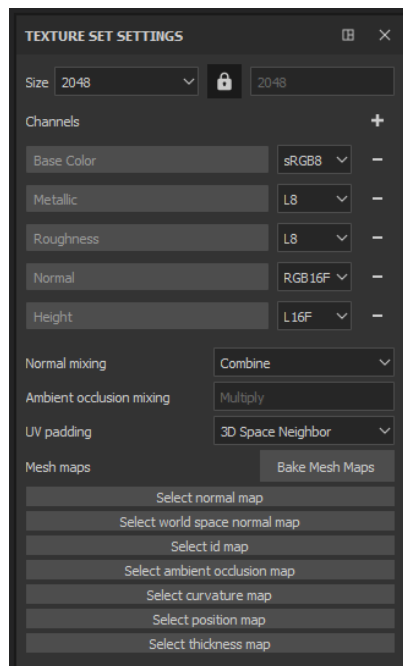 TEXTURE SET SETTINGS
Size 2048 2048
Channels
Base Color sRGB8
Metallic L8
Roughness L8
Normal RGB16F
Height L16F
Normal mixing Combine
Ambient occlusion mixing Multiply
UV padding 3D Space Neighbor
Mesh maps Bake Mesh Maps
Select normal map
Select world space normal map
Select id map
Select ambient occlusion map
Select curvature map
Select position map
Select thickness map